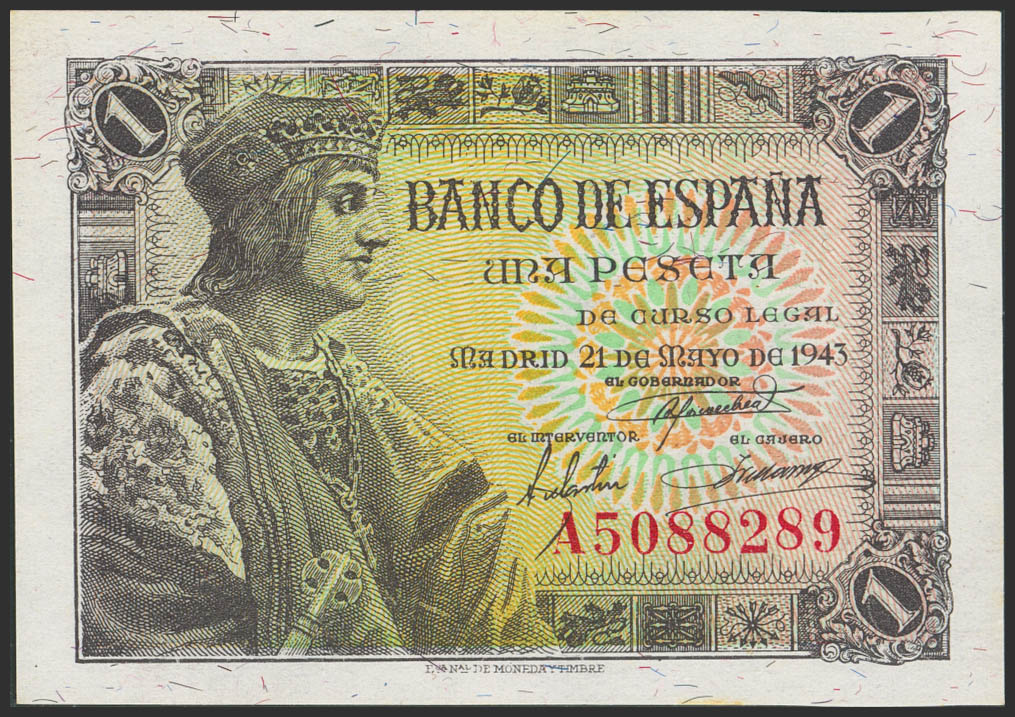 1 1
BANCO DE ESPAÑA
UNA PESETA
DE CURSO LEGAL
MADRID 21 DE MAYO DE 1943
EL GOBERNADOR
EL INTERVENTOR EL CAJERO
A5088289
1
F.CA NAL. DE MONEDA Y TIMBRE